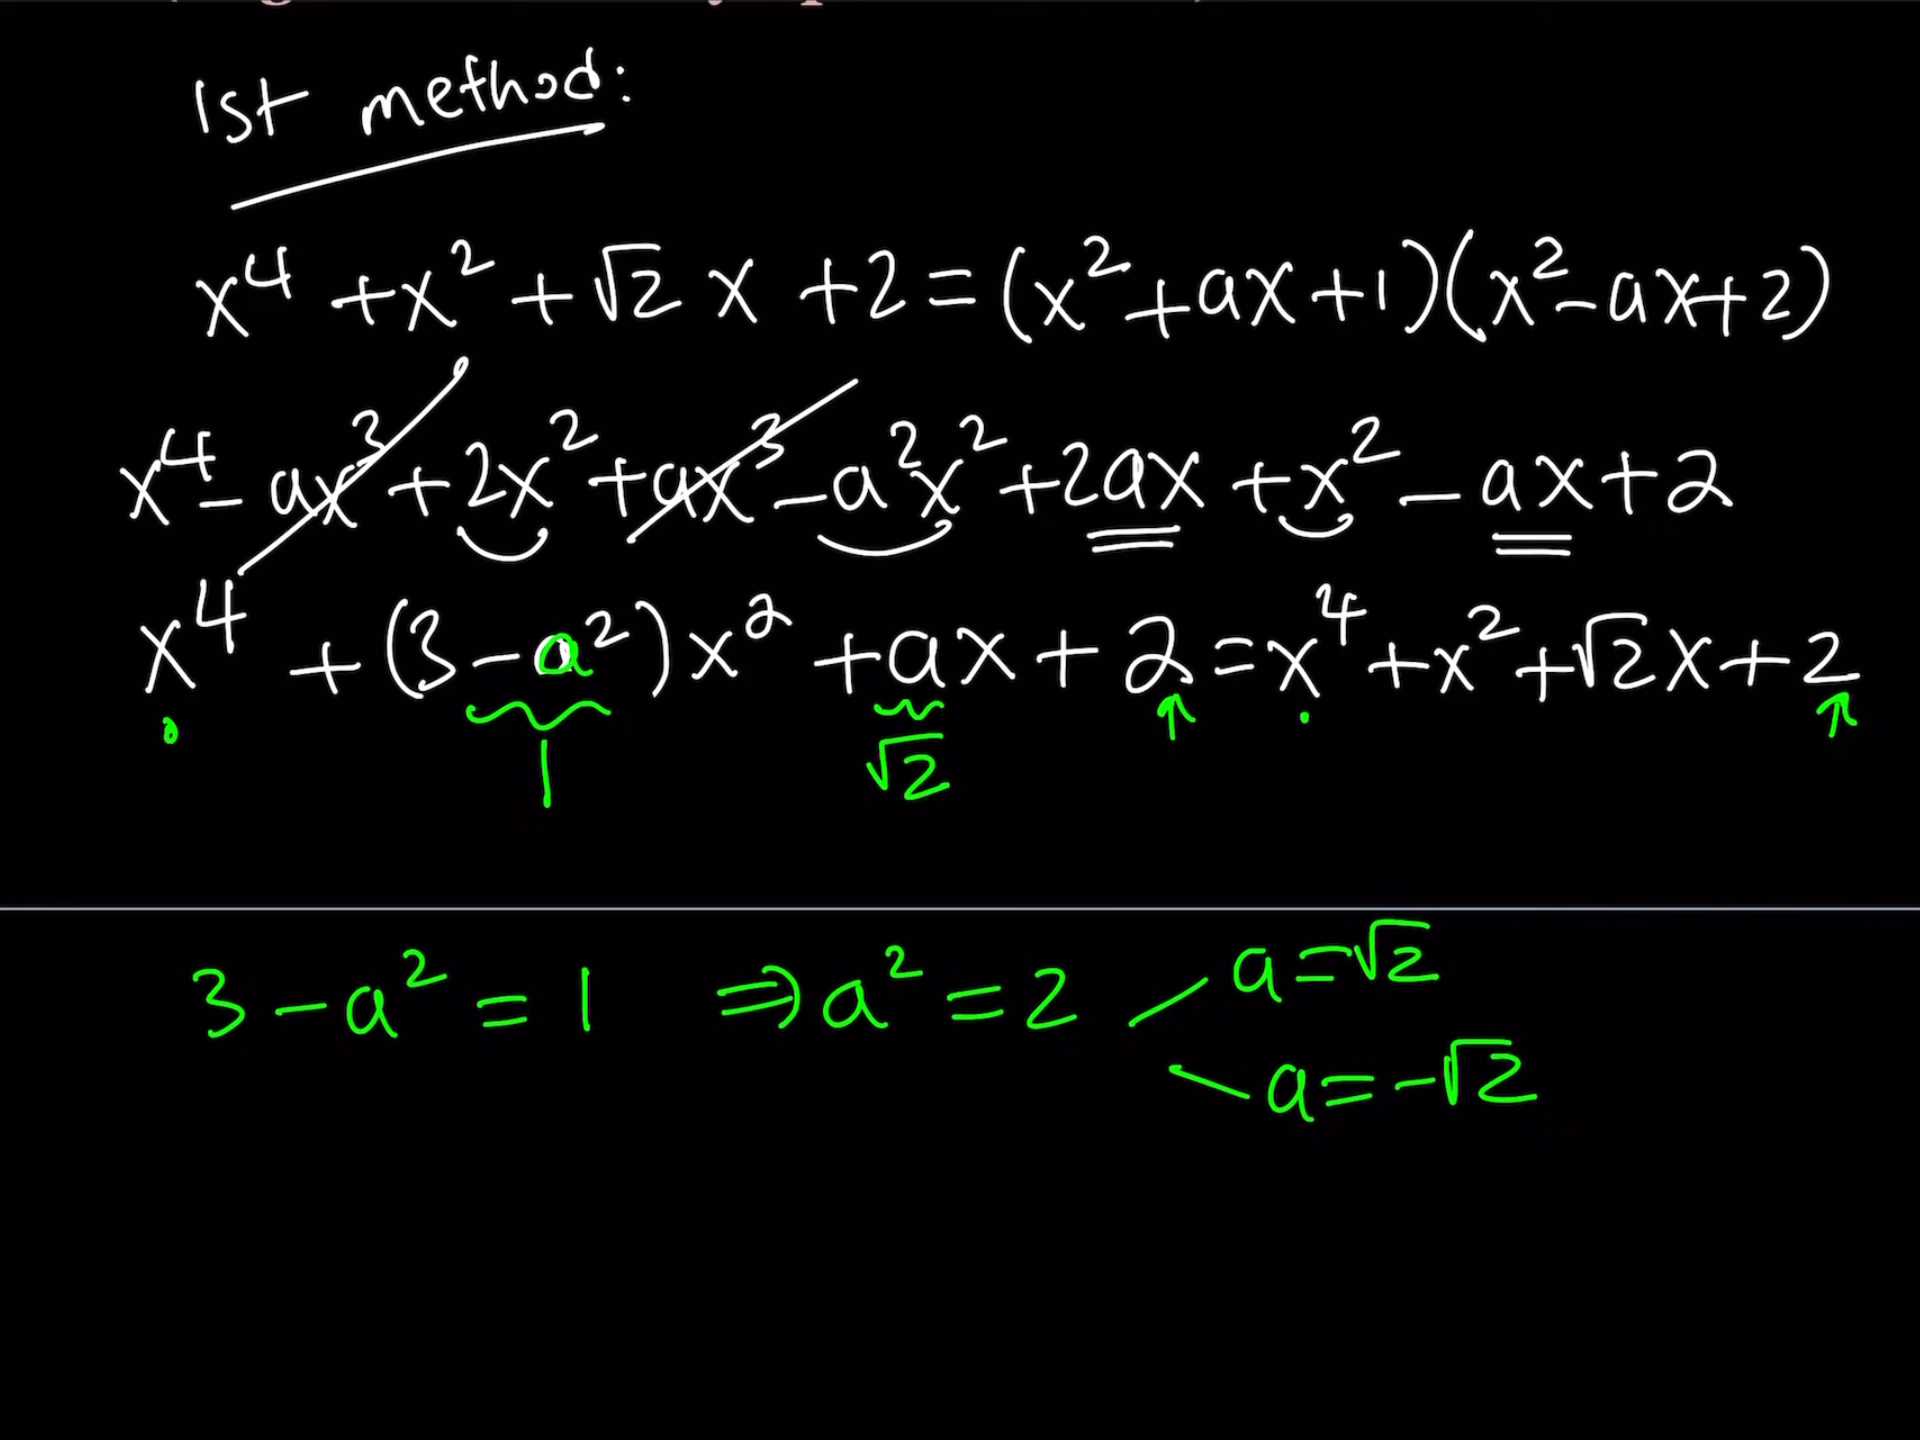 1st method:
x⁴ + x² + √2 x + 2 = (x² + ax + 1)(x² - ax + 2)
x⁴ - ax³ + 2x² + ax³ - a²x² + 2ax + x² - ax + 2
x⁴ + (3 - a²)x² + ax + 2 = x⁴ + x² + √2x + 2
1 √2
3 - a² = 1 ⇒ a² = 2 a = √2
a = -√2